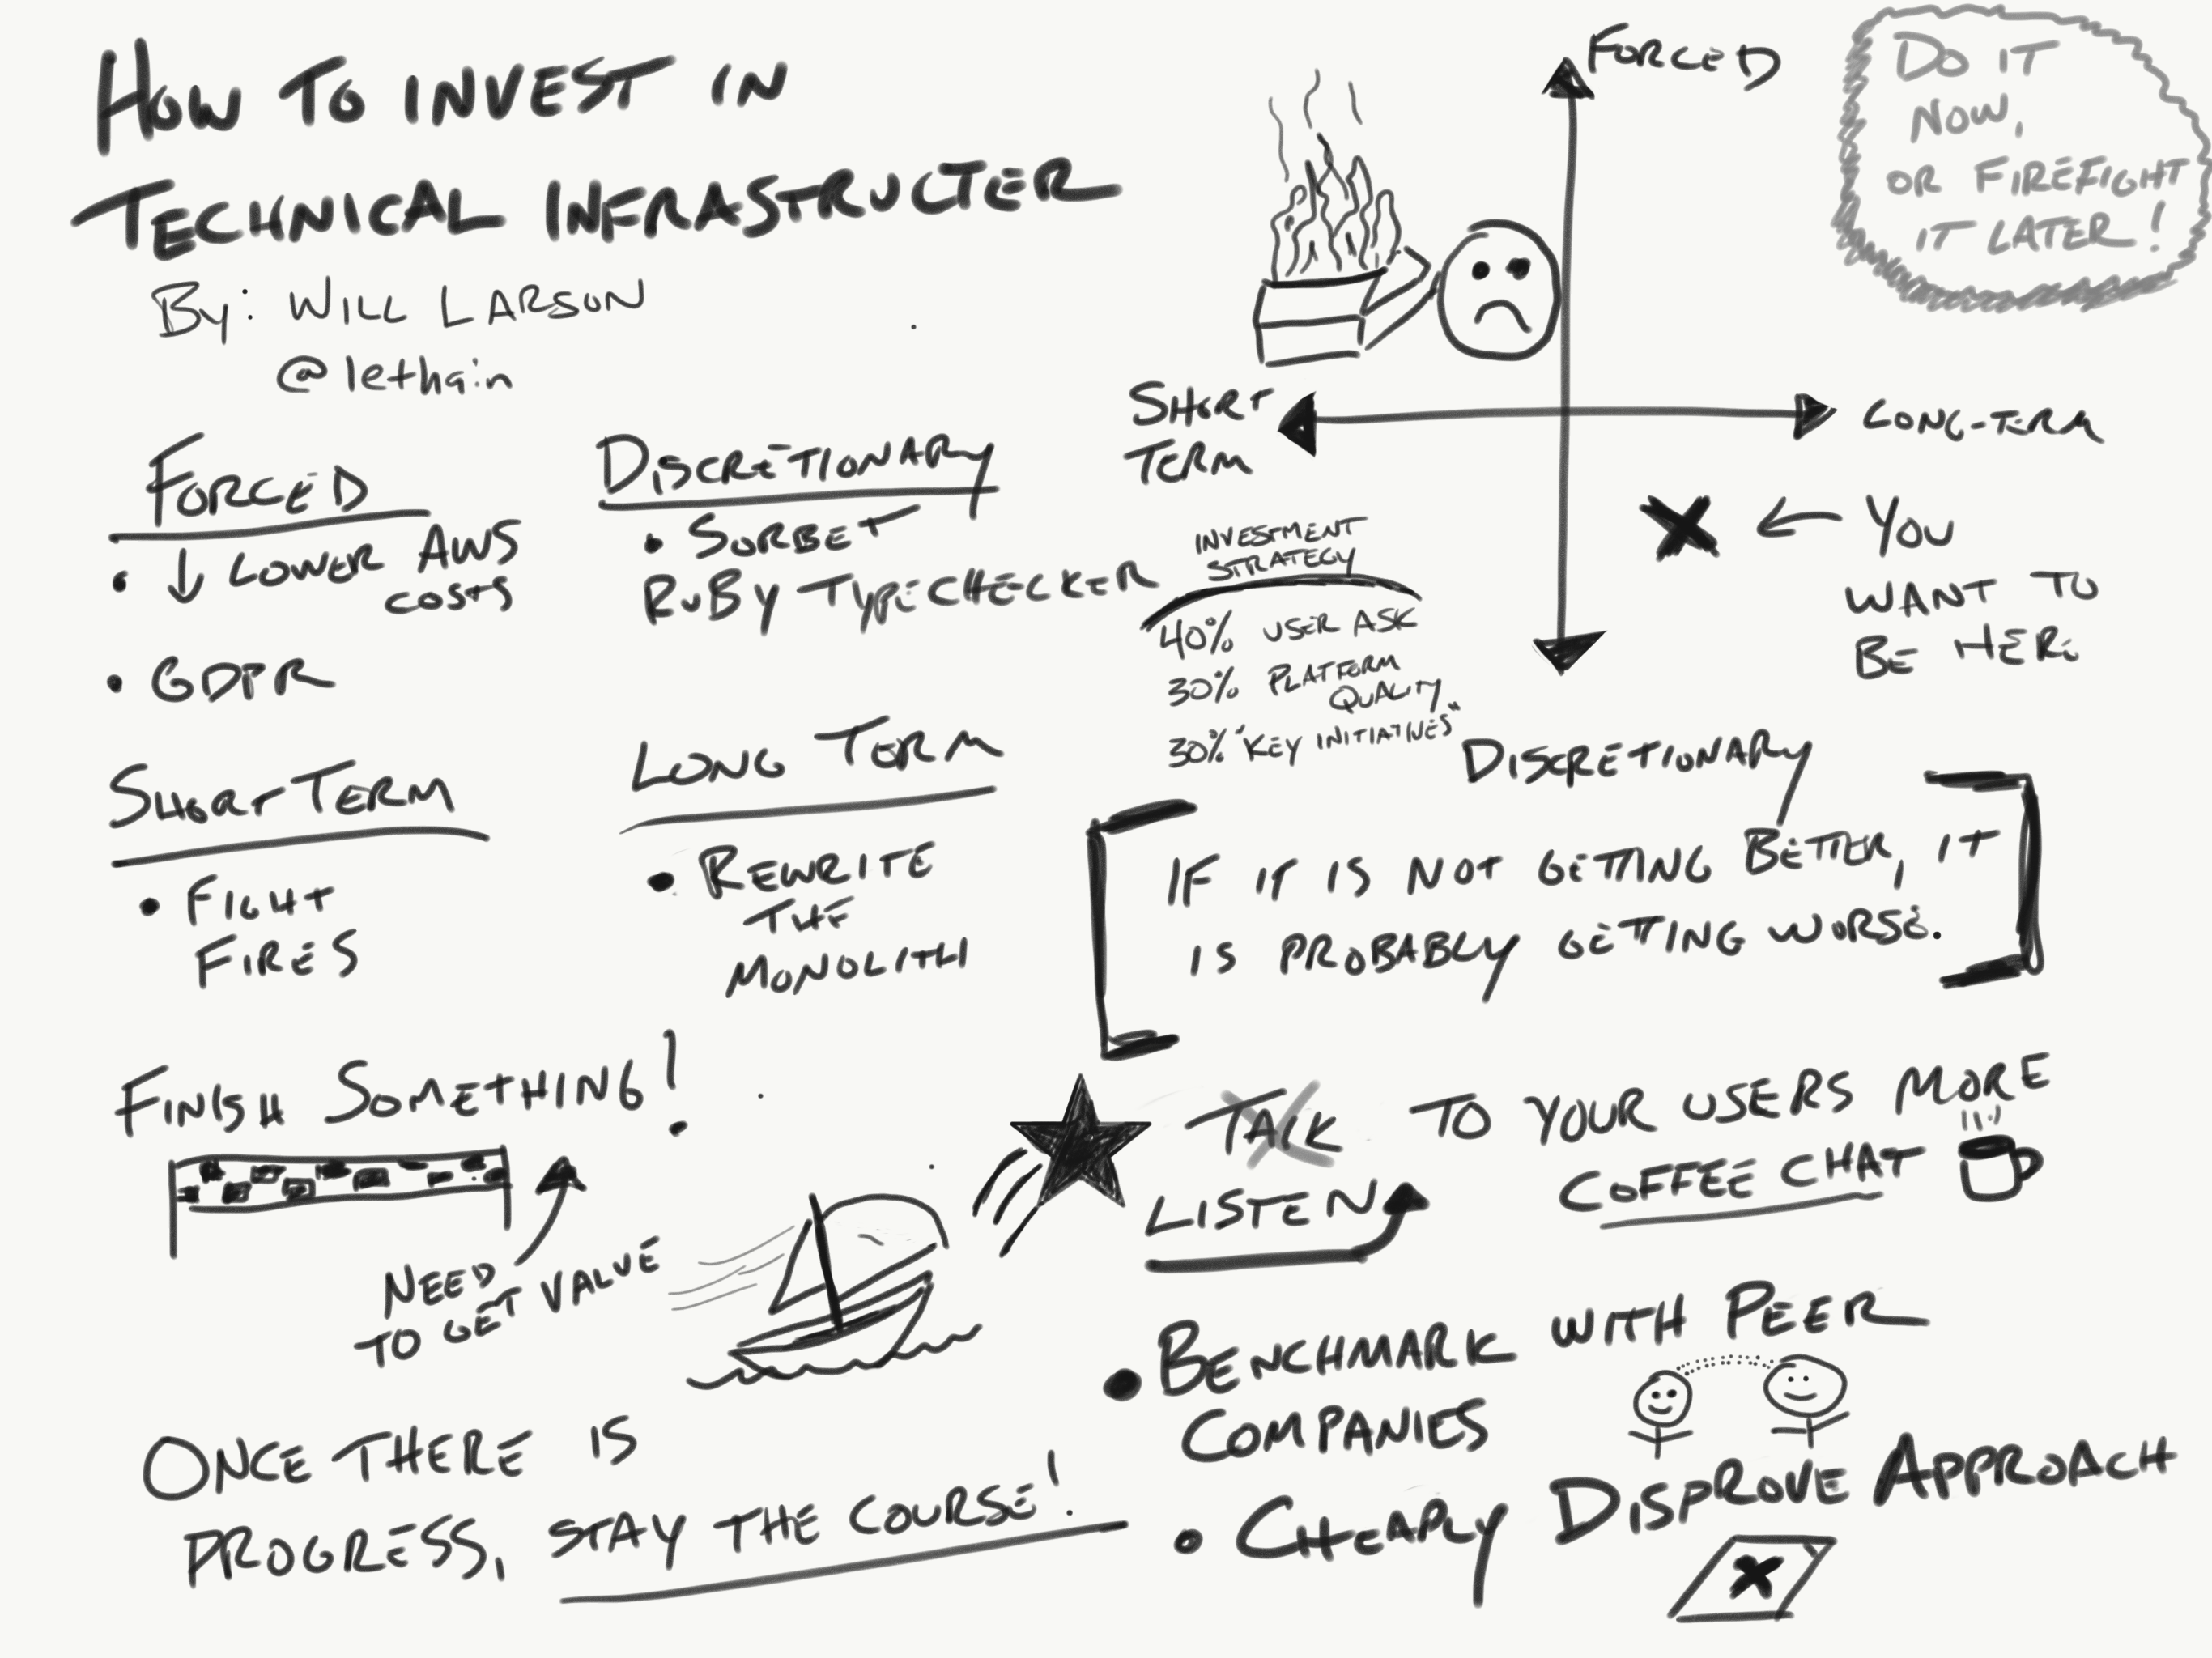 HOW TO INVEST IN
TECHNICAL INFRASTRUCTER
BY: WILL LARSON
@lethain
FORCED
• ↓ LOWER AWS
COSTS
• GDPR
DISCRETIONARY
• SORBET
RUBY TYPECHECKER
SHORT TERM
• FIGHT
FIRES
LONG TERM
• REWRITE
THE
MONOLITH
FINISH SOMETHING!
NEED
TO GET VALUE
ONCE THERE IS
PROGRESS, STAY THE COURSE!
FORCED
DO IT
NOW,
OR FIREFIGHT
IT LATER!
SHORT
TERM
LONG-TERM
X ← YOU
WANT TO
BE HERE
DISCRETIONARY
INVESTMENT
STRATEGY
40% USER ASK
30% PLATFORM
QUALITY
30% "KEY INITIATIVES"
IF IT IS NOT GETTING BETTER, IT
IS PROBABLY GETTING WORSE.
TALK TO YOUR USERS MORE
LISTEN
COFFEE CHAT
• BENCHMARK WITH PEER
COMPANIES
• CHEAPLY DISPROVE APPROACH
X